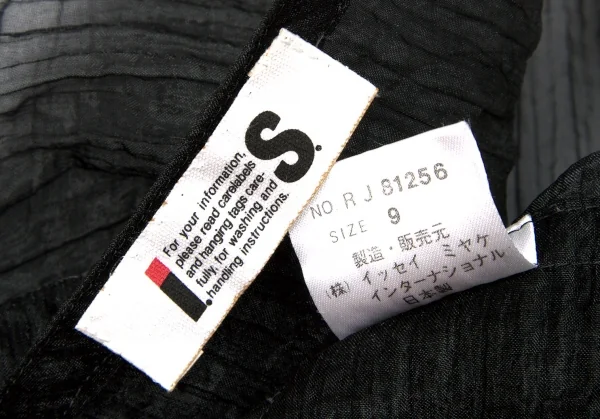 I.S.
For your information,
please read carelabels
and hanging tags care-
fully, for washing and
handling instructions.
NO R J 81256
SIZE 9
製造・販売元
(株)イッセイ ミヤケ
インターナショナル
日本製